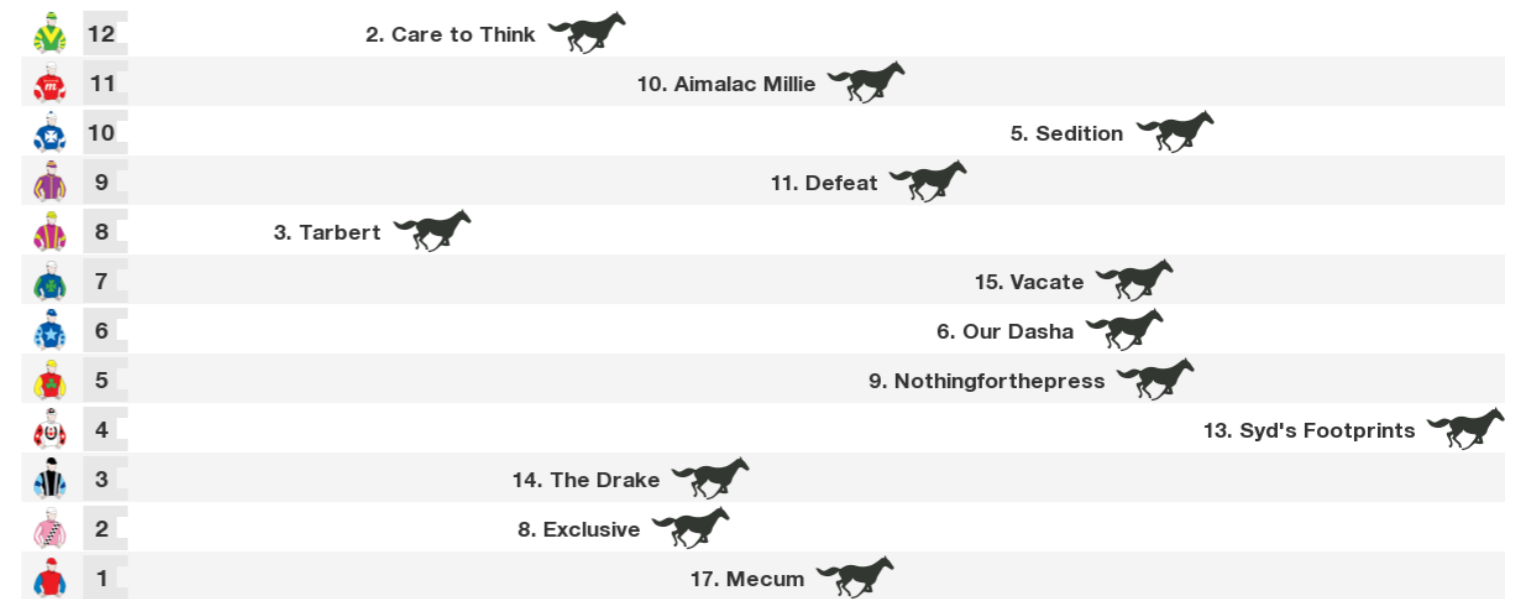 12 2. Care to Think
11 10. Aimalac Millie
10 5. Sedition
9 11. Defeat
8 3. Tarbert
7 15. Vacate
6 6. Our Dasha
5 9. Nothingforthepress
4 13. Syd's Footprints
3 14. The Drake
2 8. Exclusive
1 17. Mecum